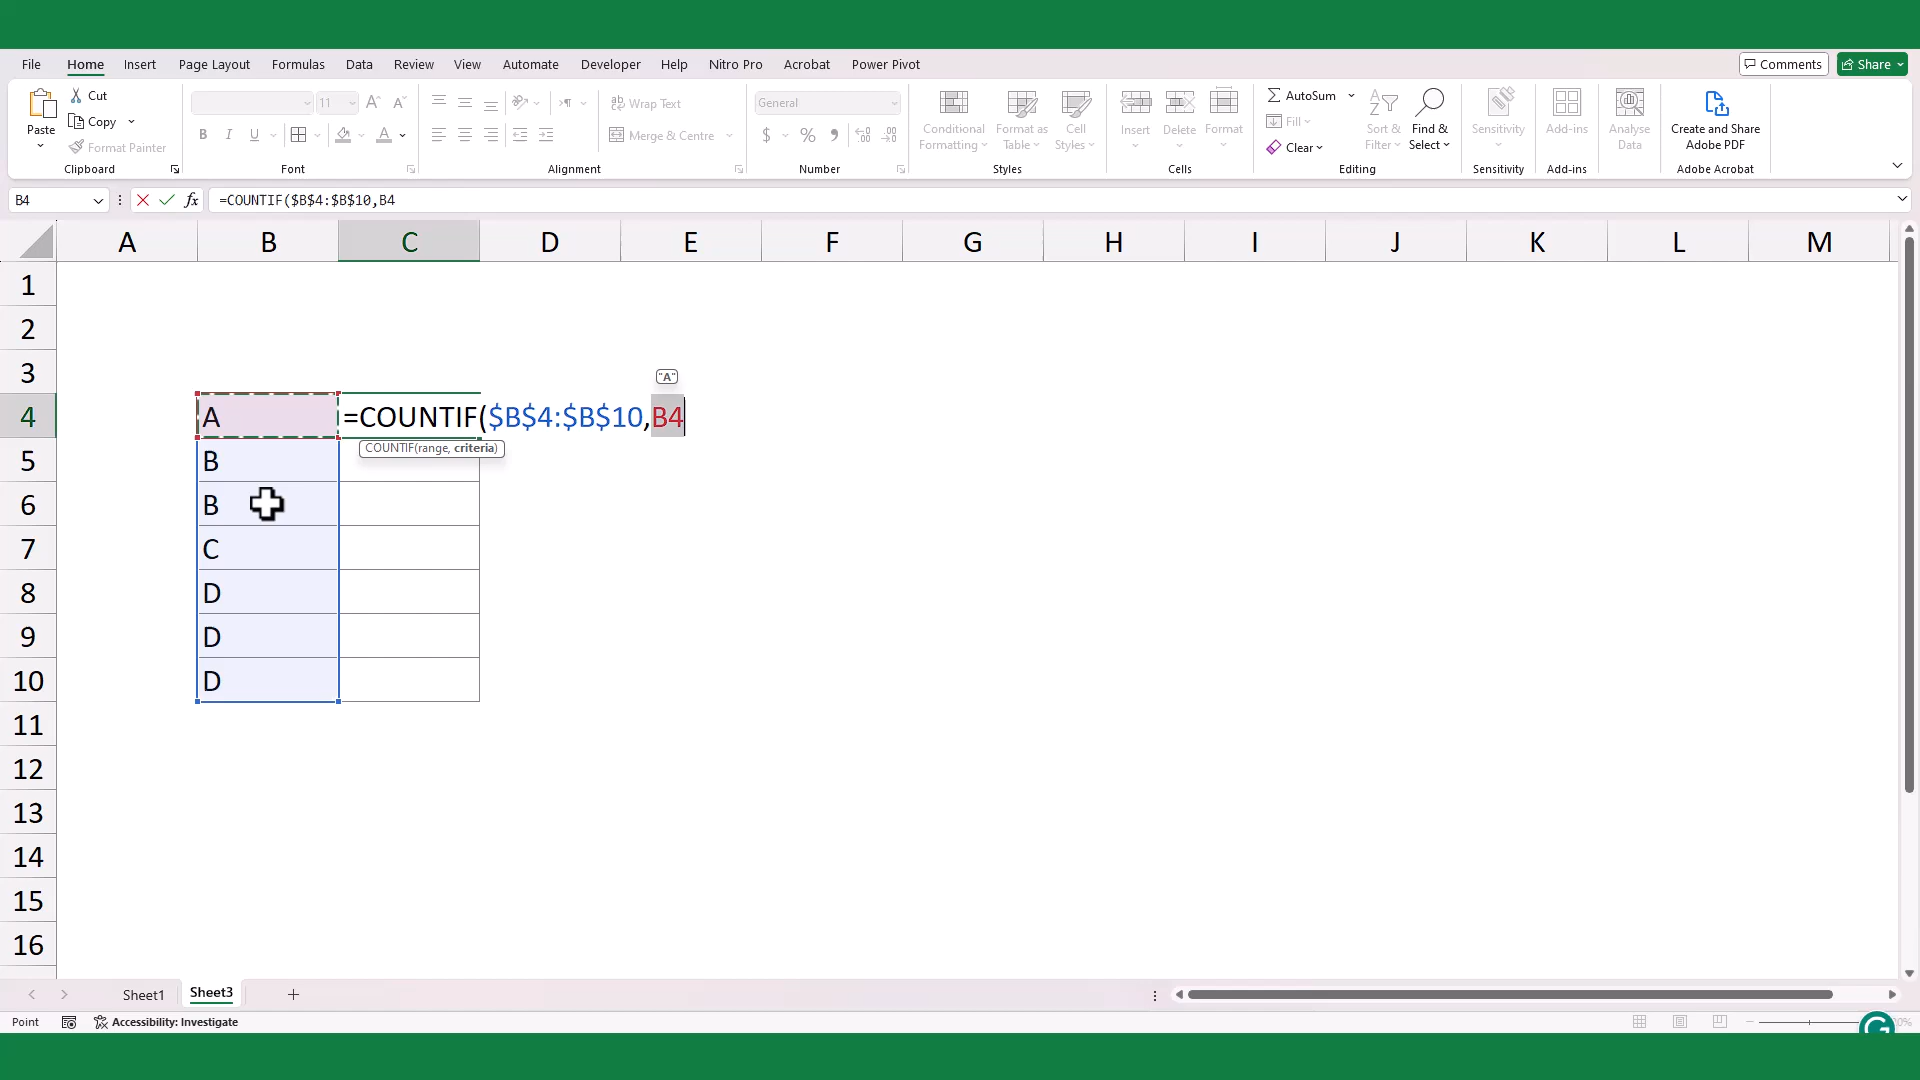 File Home Insert Page Layout Formulas Data Review View Automate Developer Help Nitro Pro Acrobat Power Pivot Comments Share
Paste Cut Copy Format Painter
Clipboard
11
B I U A
Font
Wrap Text
Merge & Centre
Alignment
General
$ %
Number
Conditional Formatting Format as Table Cell Styles
Styles
Insert Delete Format
Cells
AutoSum
Fill
Clear
Sort & Filter Find & Select
Editing
Sensitivity
Sensitivity
Add-ins
Add-ins
Analyse Data
Create and Share Adobe PDF
Adobe Acrobat
B4 fx =COUNTIF($B$4:$B$10,B4
A B C D E F G H I J K L M
1
2
3
"A"
4 A =COUNTIF($B$4:$B$10,B4
COUNTIF(range, criteria)
5 B
6 B
7 C
8 D
9 D
10 D
11
12
13
14
15
16
Sheet1 Sheet3
Point Accessibility: Investigate